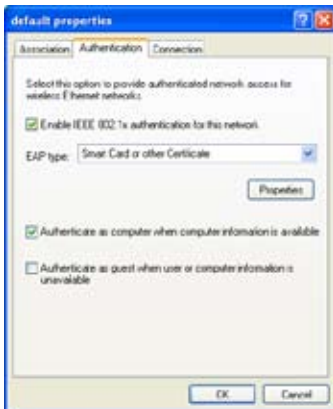 default properties
Association
Authentication
Connection
Select this option to provide authenticated network access for
wireless Ethernet networks.
Enable IEEE 802.1x authentication for this network
EAP type:
Smart Card or other Certificate
Properties
Authenticate as computer when computer information is available
Authenticate as guest when user or computer information is
unavailable
OK
Cancel